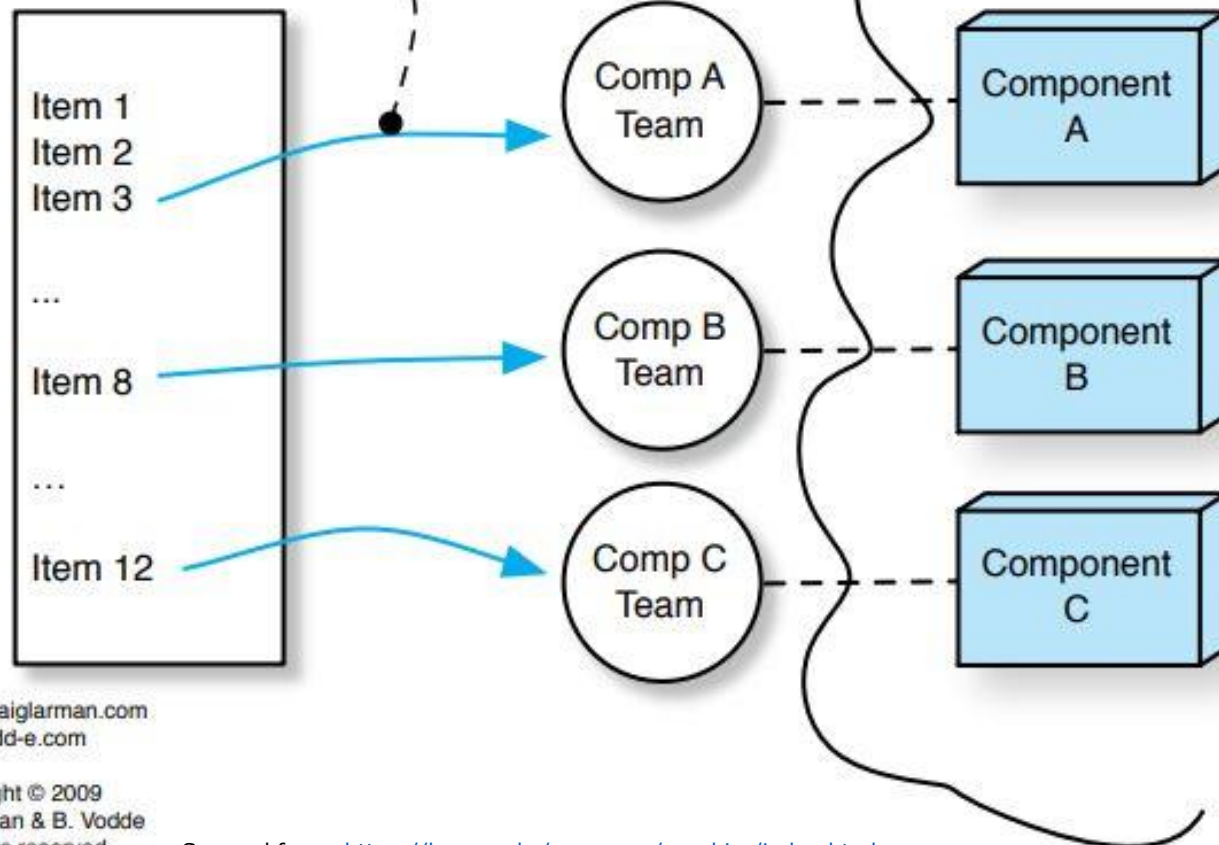 Item 1
Item 2
Item 3
...
Item 8
...
Item 12
Comp A
Team
Comp B
Team
Comp C
Team
Component
A
Component
B
Component
C
aiglarman.com
dd-e.com
ght © 2009
an & B. Vodde